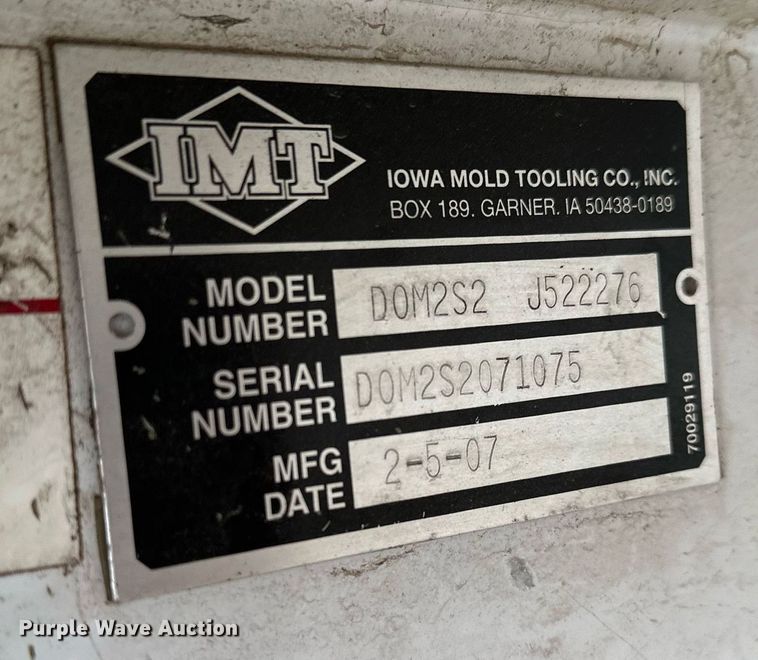 IMT
IOWA MOLD TOOLING CO., INC.
BOX 189. GARNER. IA 50438-0189
MODEL NUMBER DOM2S2 J522276
SERIAL NUMBER DOM2S2071075
MFG DATE 2-5-07
70029119
Purple Wave Auction